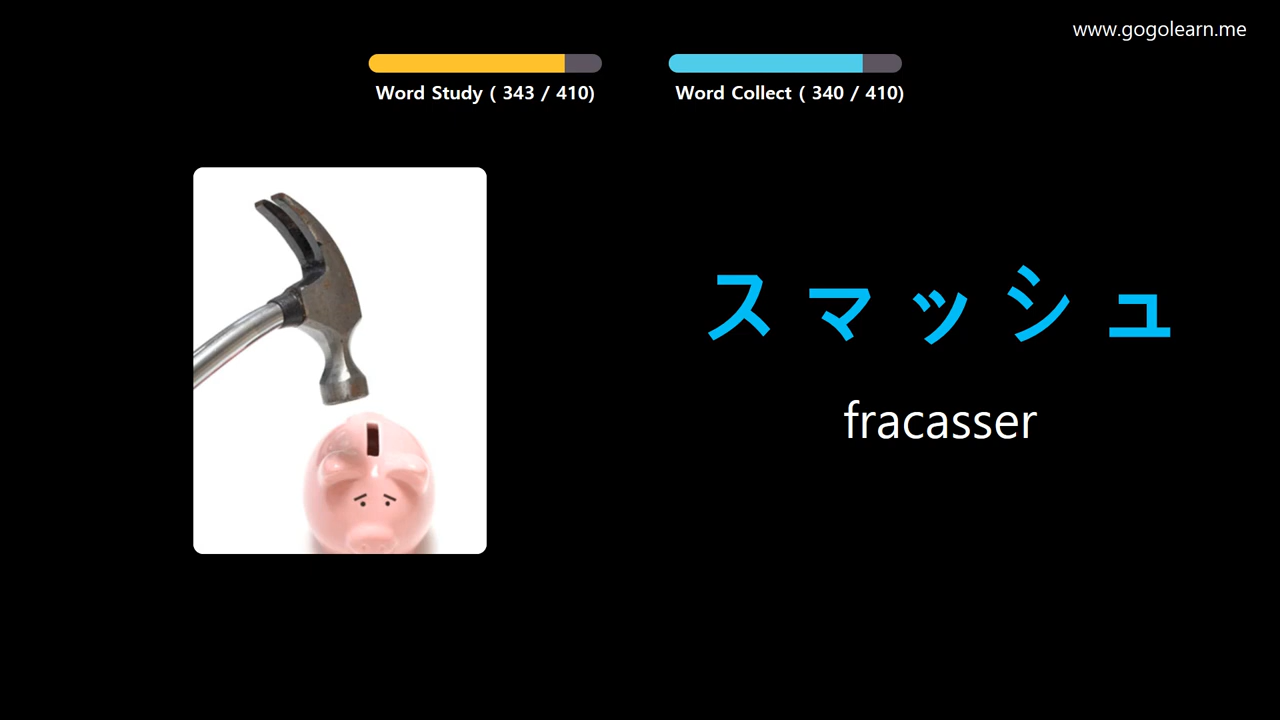 www.gogolearn.me
Word Study ( 343 / 410)
Word Collect ( 340 / 410)
スマッシュ
fracasser